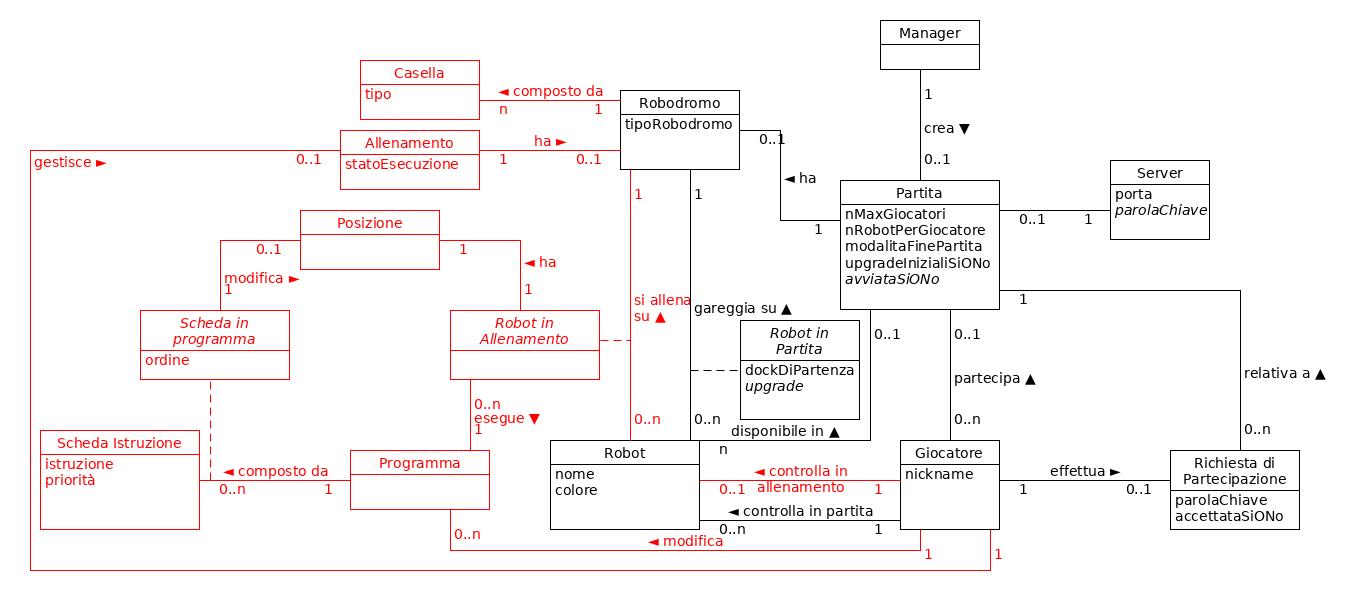 Manager
1
crea ▼
0..1
Casella
tipo
◄ composto da
n
1
Robodromo
tipoRobodromo
0..1
◄ ha
1
Allenamento
statoEsecuzione
ha ►
1
0..1
gestisce ►
0..1
Partita
nMaxGiocatori
nRobotPerGiocatore
modalitaFinePartita
upgradeInizialiSiONo
avviataSiONo
0..1
1
Server
porta
parolaChiave
Posizione
0..1
modifica ►
1
1
◄ ha
1
1
si allena
su ▲
0..n
1
gareggia su ▲
0..n
Scheda in
programma
ordine
Robot in
Allenamento
Robot in
Partita
dockDiPartenza
upgrade
0..1
disponibile in ▲
n
0..1
partecipa ▲
0..n
1
relativa a ▲
0..n
0..n
esegue ▼
1
Scheda Istruzione
istruzione
priorità
◄ composto da
0..n
1
Programma
Robot
nome
colore
◄ controlla in
allenamento
0..1
1
◄ controlla in partita
0..n
1
Giocatore
nickname
effettua ►
1
0..1
Richiesta di
Partecipazione
parolaChiave
accettataSiONo
0..n
◄ modifica
1
1